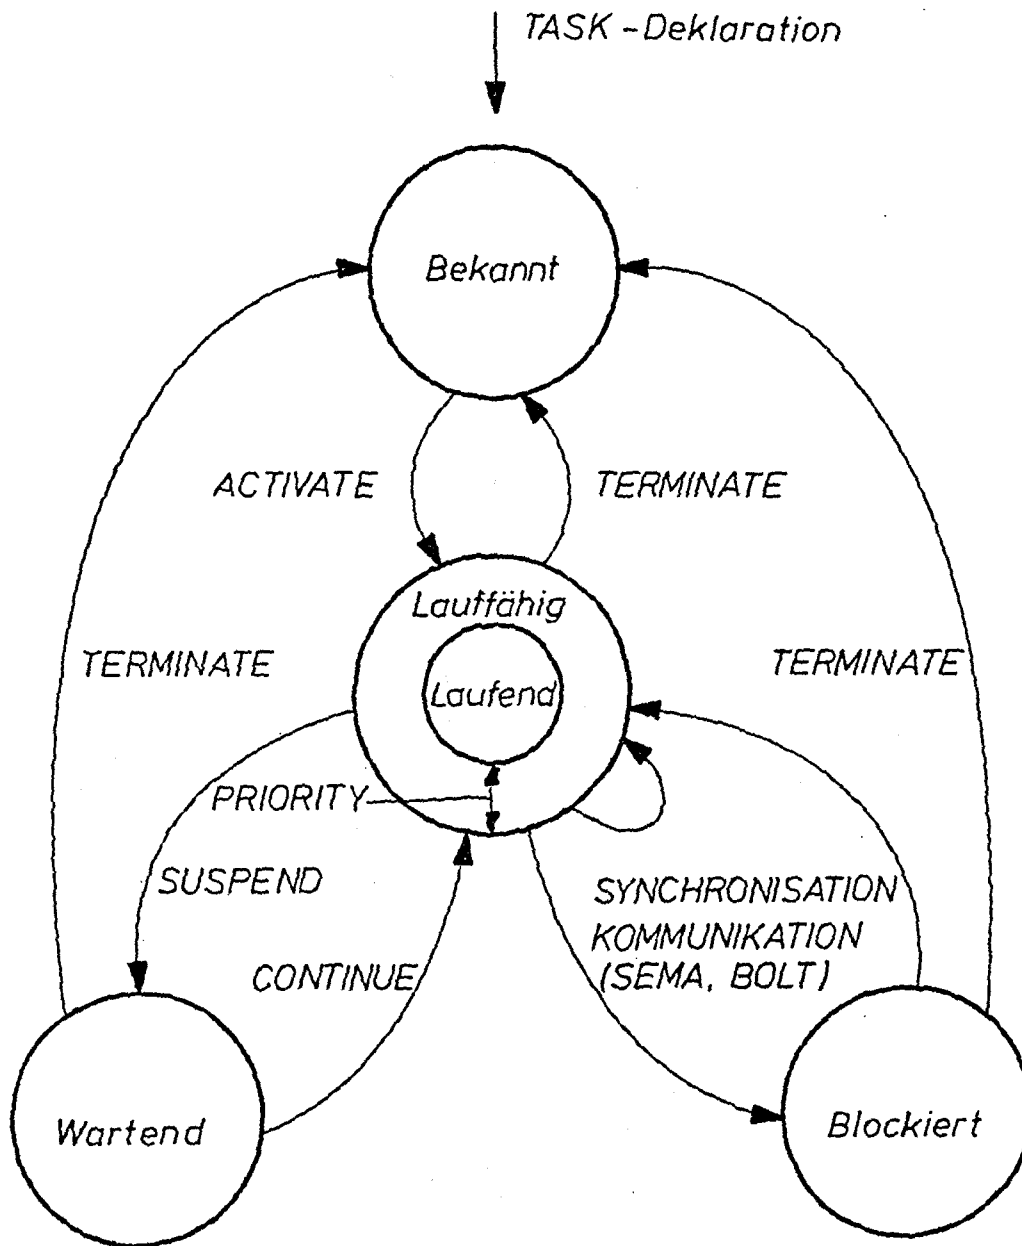 TASK-Deklaration
Bekannt
ACTIVATE
TERMINATE
Lauffähig
TERMINATE
Laufend
TERMINATE
PRIORITY
SUSPEND
SYNCHRONISATION
KOMMUNIKATION
(SEMA, BOLT)
CONTINUE
Wartend
Blockiert